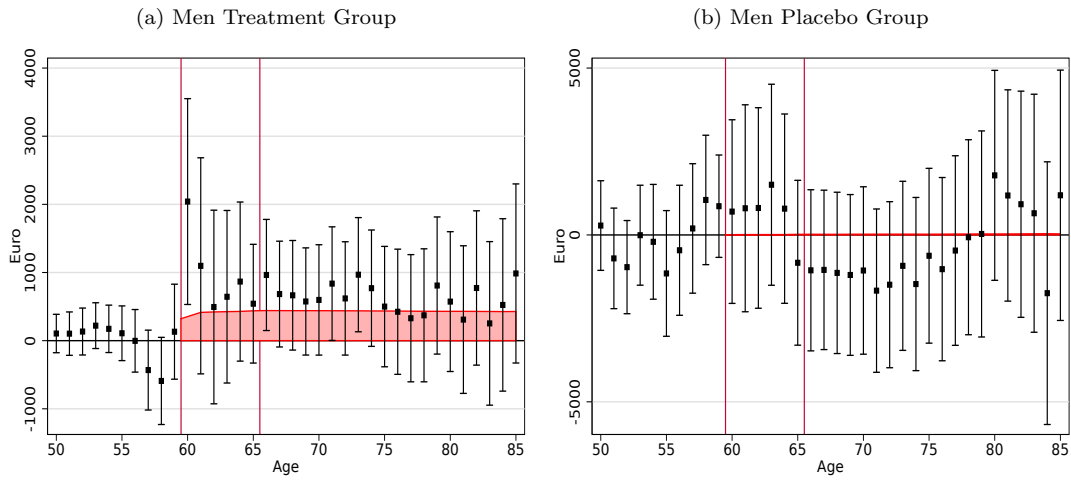 (a) Men Treatment Group
4000
3000
2000
1000
0
-1000
Euro
50 55 60 65 70 75 80 85
Age
(b) Men Placebo Group
5000
0
-5000
Euro
50 55 60 65 70 75 80 85
Age